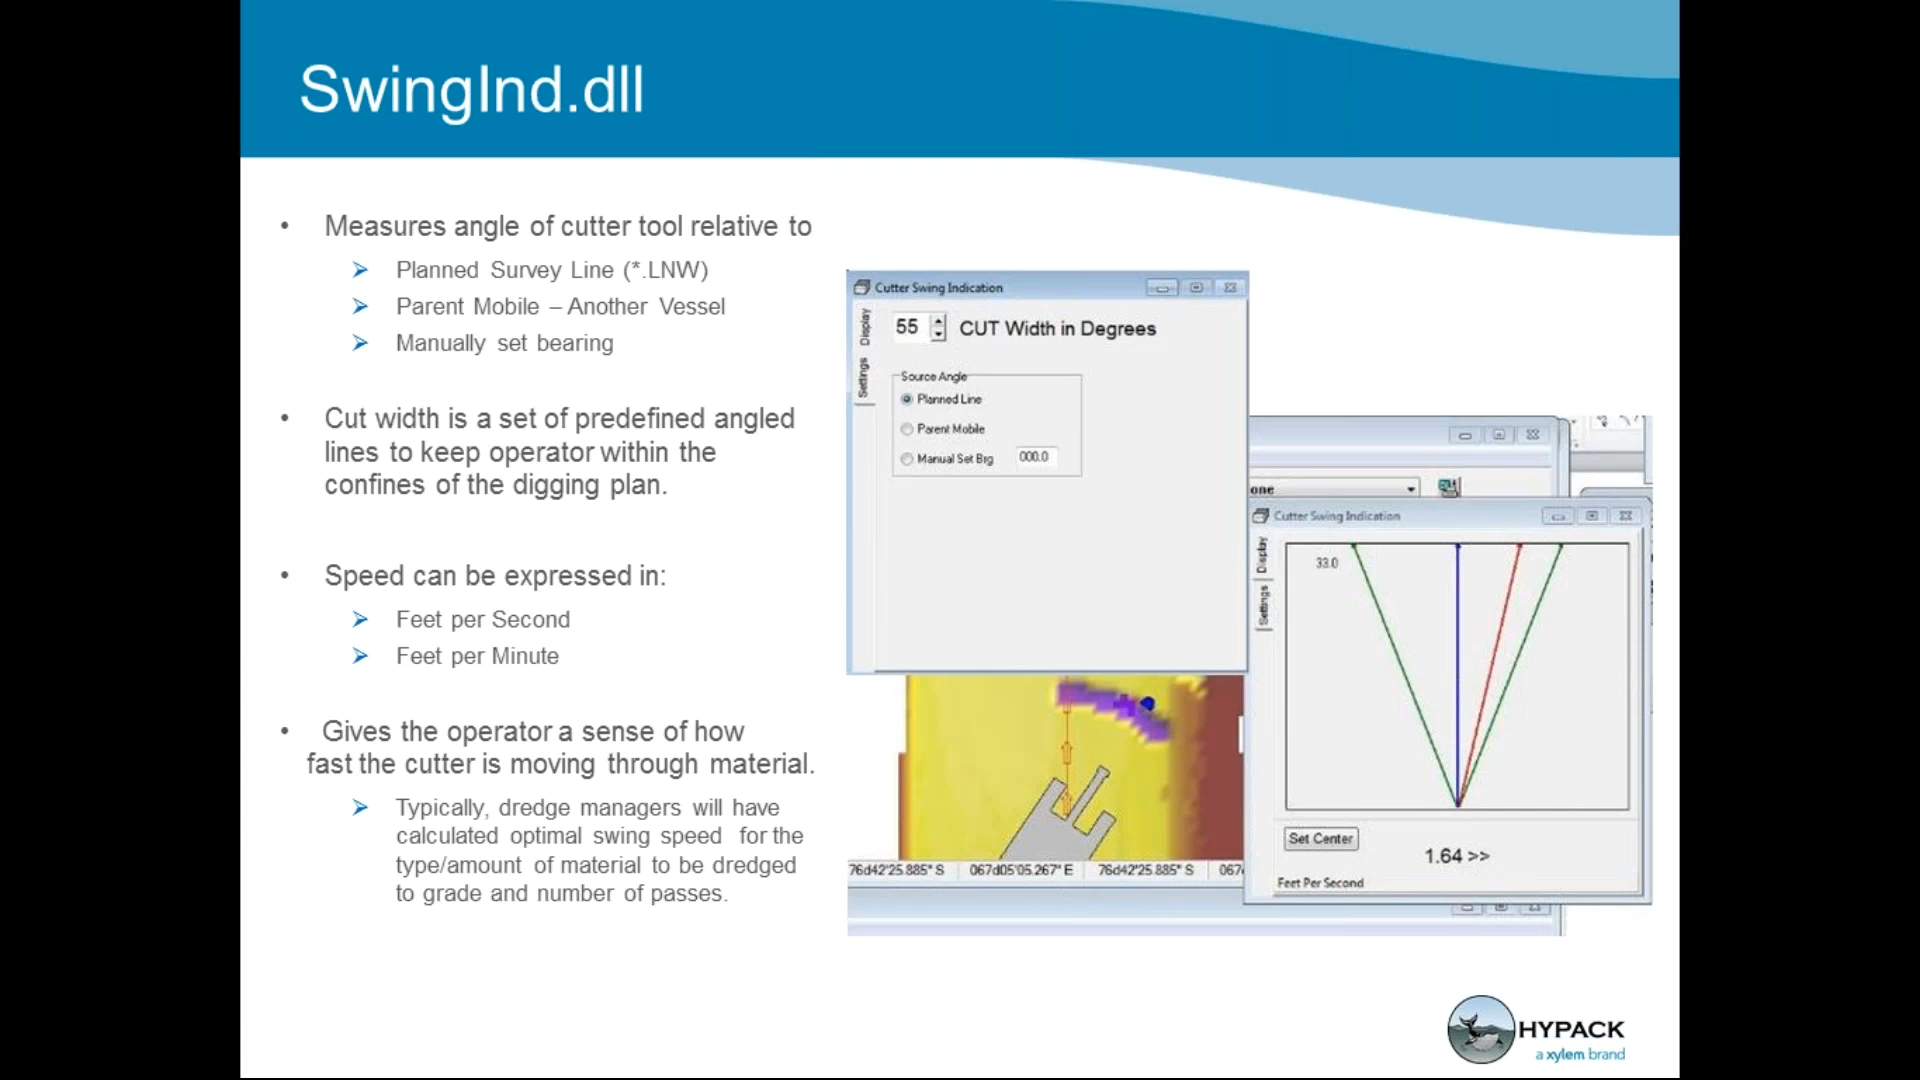 SwingInd.dll
• Measures angle of cutter tool relative to
➢ Planned Survey Line (*.LNW)
➢ Parent Mobile – Another Vessel
➢ Manually set bearing
• Cut width is a set of predefined angled
lines to keep operator within the
confines of the digging plan.
• Speed can be expressed in:
➢ Feet per Second
➢ Feet per Minute
• Gives the operator a sense of how
fast the cutter is moving through material.
➢ Typically, dredge managers will have
calculated optimal swing speed for the
type/amount of material to be dredged
to grade and number of passes.
Cutter Swing Indication
Display
Settings
55 CUT Width in Degrees
Source Angle
Planned Line
Parent Mobile
Manual Set Brg 000.0
one
Cutter Swing Indication
Display
Settings
33.0
Set Center
1.64 >>
Feet Per Second
76d42'25.885" S 067d05'05.267" E 76d42'25.885" S 067
HYPACK
a xylem brand